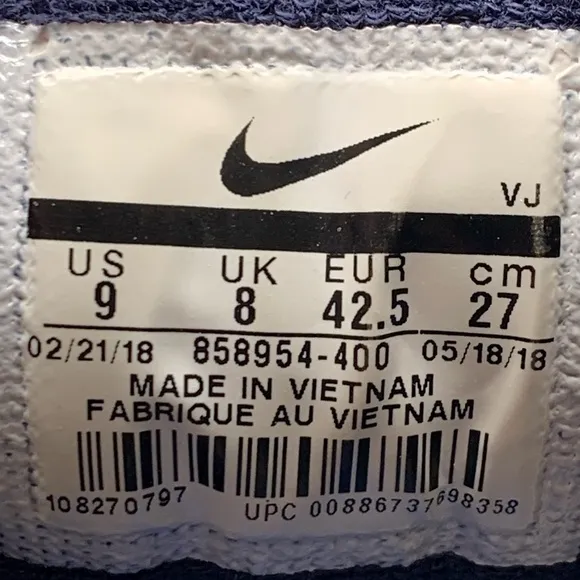 VJ
US UK EUR cm
9 8 42.5 27
02/21/18 858954-400 05/18/18
MADE IN VIETNAM
FABRIQUE AU VIETNAM
108270797
UPC 00886737698358